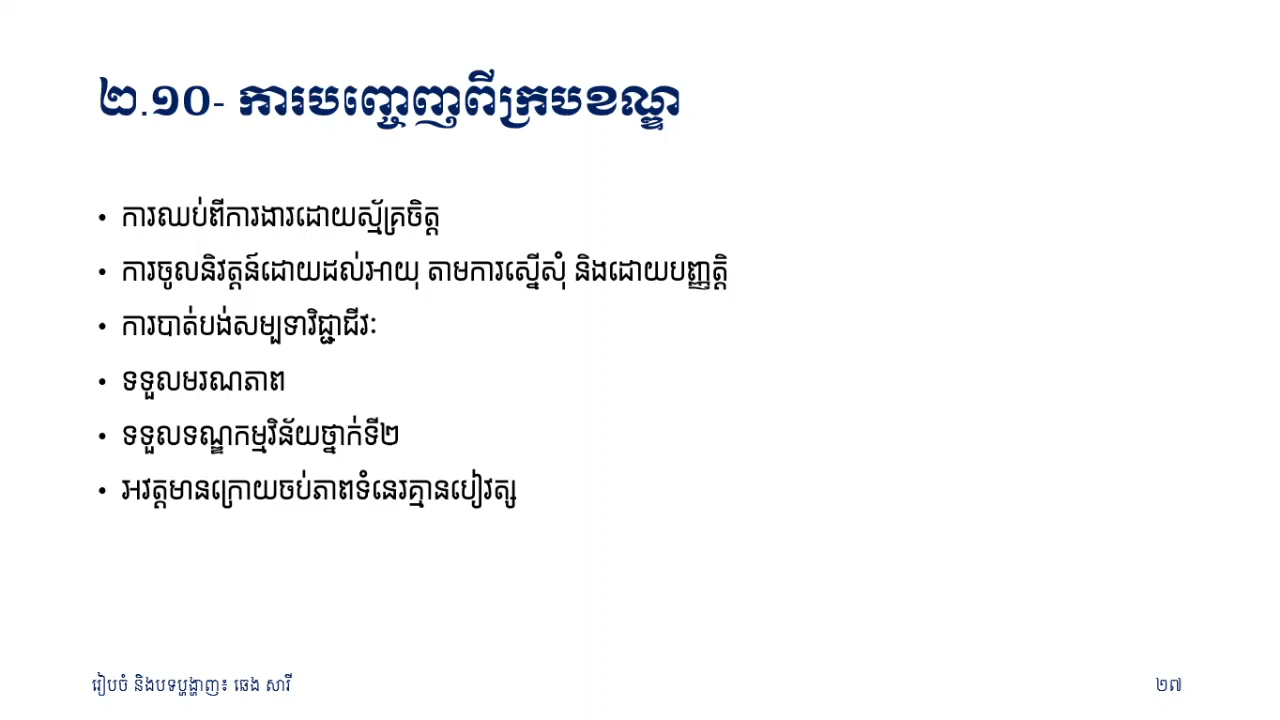 ២.១០- ការបញ្ចេញពីក្របខណ្ឌ
• ការឈប់ពីការងារដោយស្ម័គ្រចិត្ត
• ការចូលនិវត្តន៍ដោយដល់អាយុ តាមការស្នើសុំ និងដោយបញ្ញត្តិ
• ការបាត់បង់សម្បទាវិជ្ជាជីវៈ
• ទទួលមរណភាព
• ទទួលទណ្ឌកម្មវិន័យថ្នាក់ទី២
• អវត្តមានក្រោយចប់ភាពទំនេរគ្មានបៀវត្ស
រៀបចំ និងបទប្ហង្ហាញ៖ ឆេង សារី
២៧